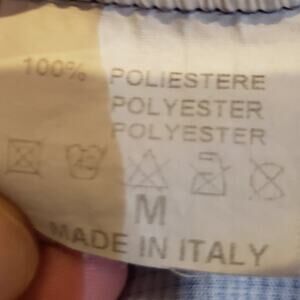 100% POLIESTERE
POLYESTER
POLYESTER
M
MADE IN ITALY